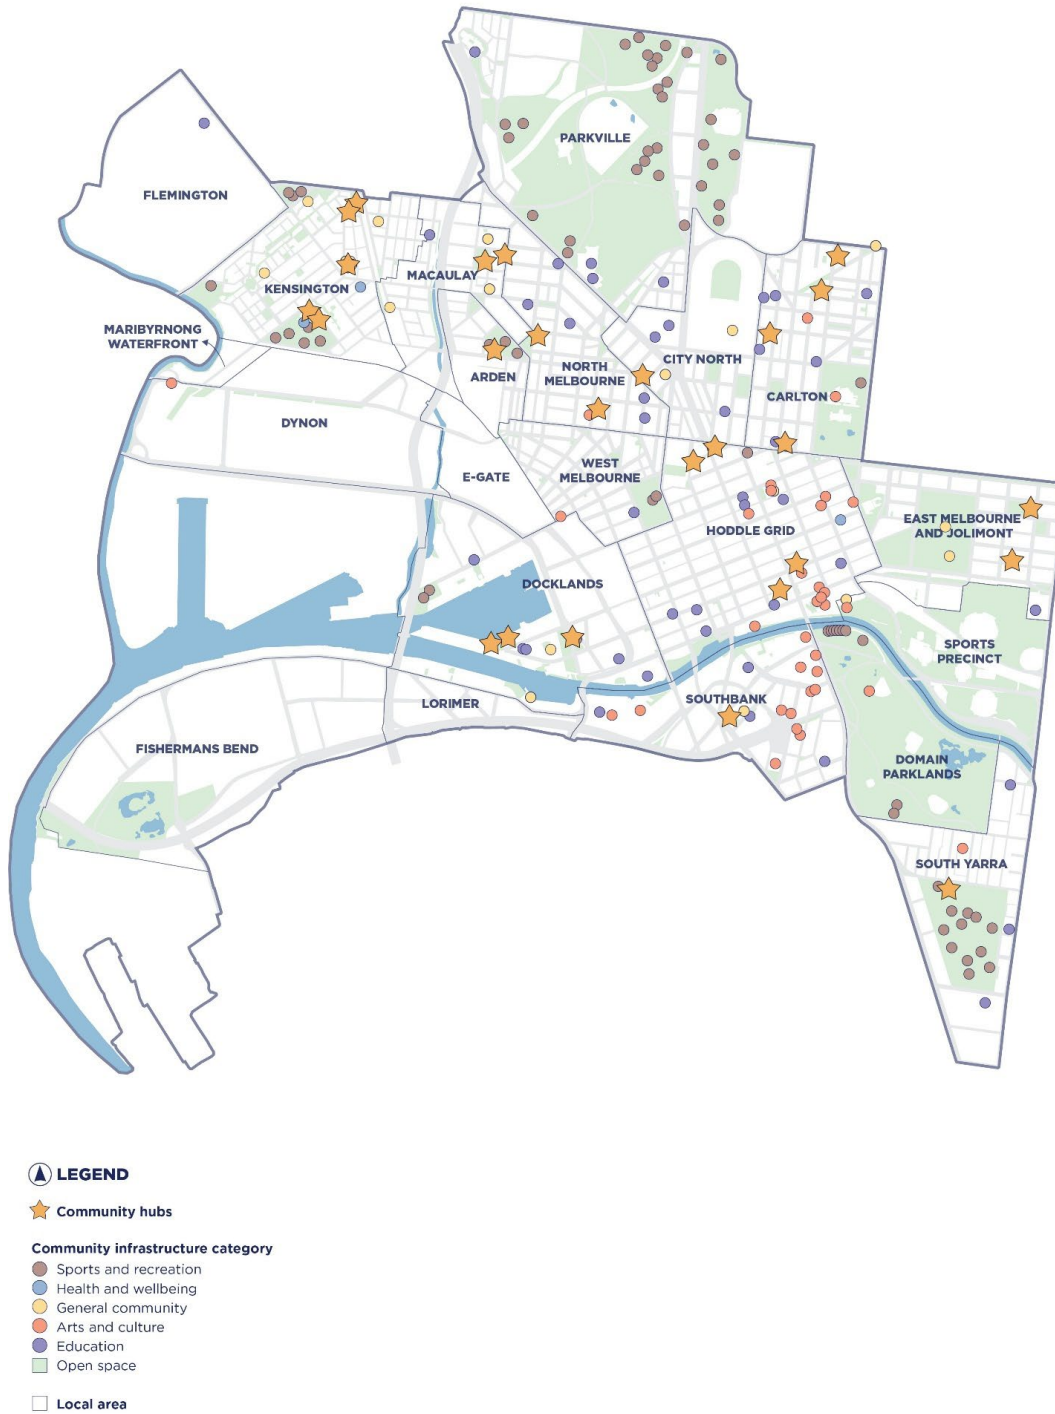 PARKVILLE
FLEMINGTON
MACAULAY
KENSINGTON
MARIBYRNONG
WATERFRONT
CITY NORTH
NORTH
MELBOURNE
ARDEN
CARLTON
DYNON
WEST
MELBOURNE
E-GATE
EAST MELBOURNE
AND JOLIMONT
HODDLE GRID
DOCKLANDS
SPORTS
PRECINCT
LORIMER
SOUTHBANK
FISHERMANS BEND
DOMAIN
PARKLANDS
SOUTH YARRA
LEGEND
Community hubs
Community infrastructure category
Sports and recreation
Health and wellbeing
General community
Arts and culture
Education
Open space
Local area